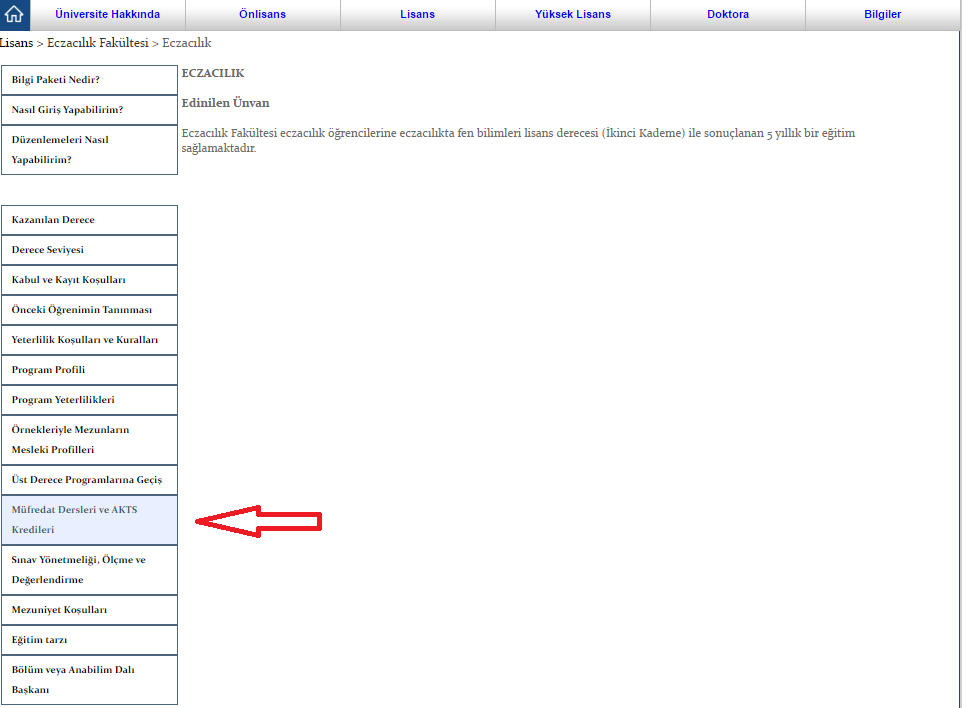 Üniversite Hakkında
Önlisans
Lisans
Yüksek Lisans
Doktora
Bilgiler
Lisans > Eczacılık Fakültesi > Eczacılık
Bilgi Paketi Nedir?
Nasıl Giriş Yapabilirim?
Düzenlemeleri Nasıl
Yapabilirim?
ECZACILIK
Edinilen Ünvan
Eczacılık Fakültesi eczacılık öğrencilerine eczacılıkta fen bilimleri lisans derecesi (İkinci Kademe) ile sonuçlanan 5 yıllık bir eğitim
sağlamaktadır.
Kazanılan Derece
Derece Seviyesi
Kabul ve Kayıt Koşulları
Önceki Öğrenimin Tanınması
Yeterlilik Koşulları ve Kuralları
Program Profili
Program Yeterlilikleri
Örnekleriyle Mezunların
Mesleki Profilleri
Üst Derece Programlarına Geçiş
Müfredat Dersleri ve AKTS
Kredileri
Sınav Yönetmeliği, Ölçme ve
Değerlendirme
Mezuniyet Koşulları
Eğitim tarzı
Bölüm veya Anabilim Dalı
Başkanı